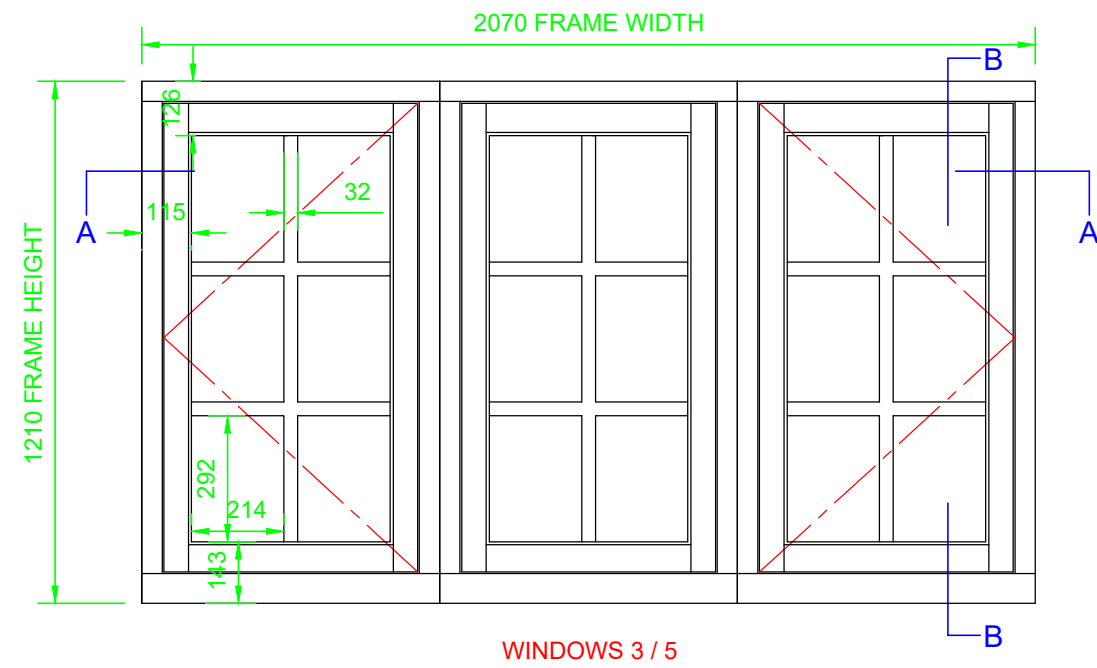 2070 FRAME WIDTH
B
126
32
115
A
A
1210 FRAME HEIGHT
292
214
143
B
WINDOWS 3 / 5